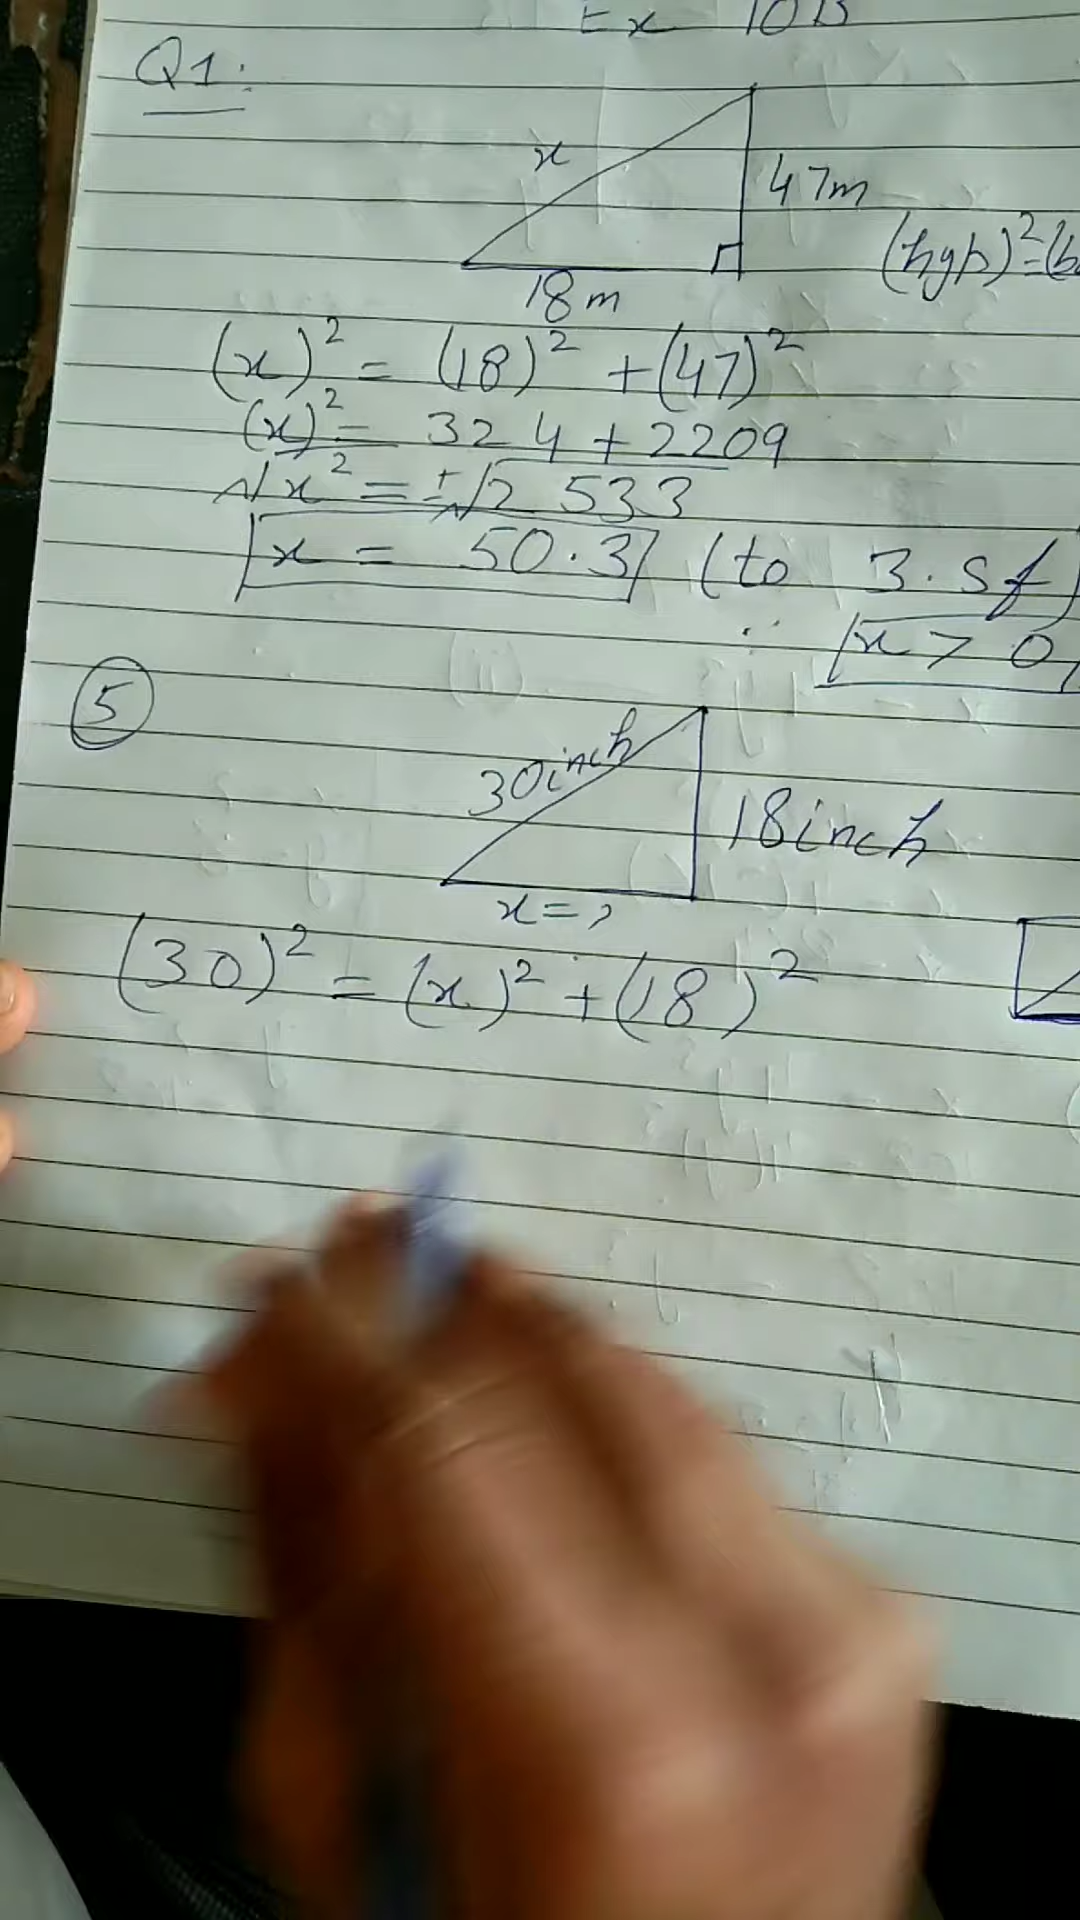 Ex 10B
Q1:
x
47m
18m
(hyp)² = (b
(x)² = (18)² + (47)²
(x)² = 324 + 2209
√x² = ±√2533
x = 50.3 (to 3.sf)
∵ x > 0
5
30inch
18inch
x = ?
(30)² = (x)² + (18)²